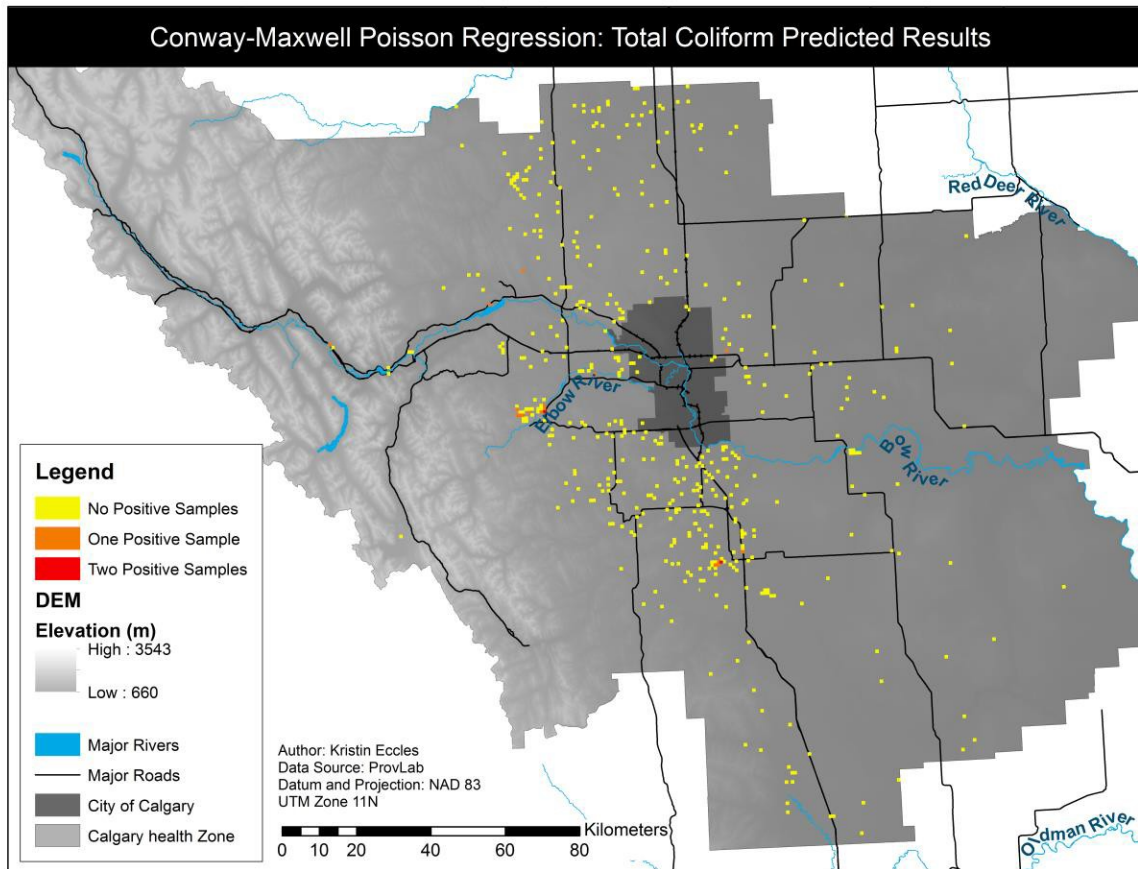 Conway-Maxwell Poisson Regression: Total Coliform Predicted Results
Red Deer River
Elbow River
Bow River
Legend
No Positive Samples
One Positive Sample
Two Positive Samples
DEM
Elevation (m)
High : 3543
Low : 660
Major Rivers
Major Roads
City of Calgary
Calgary health Zone
Author: Kristin Eccles
Data Source: ProvLab
Datum and Projection: NAD 83
UTM Zone 11N
Kilometers
0 10 20 40 60 80
Oldman River